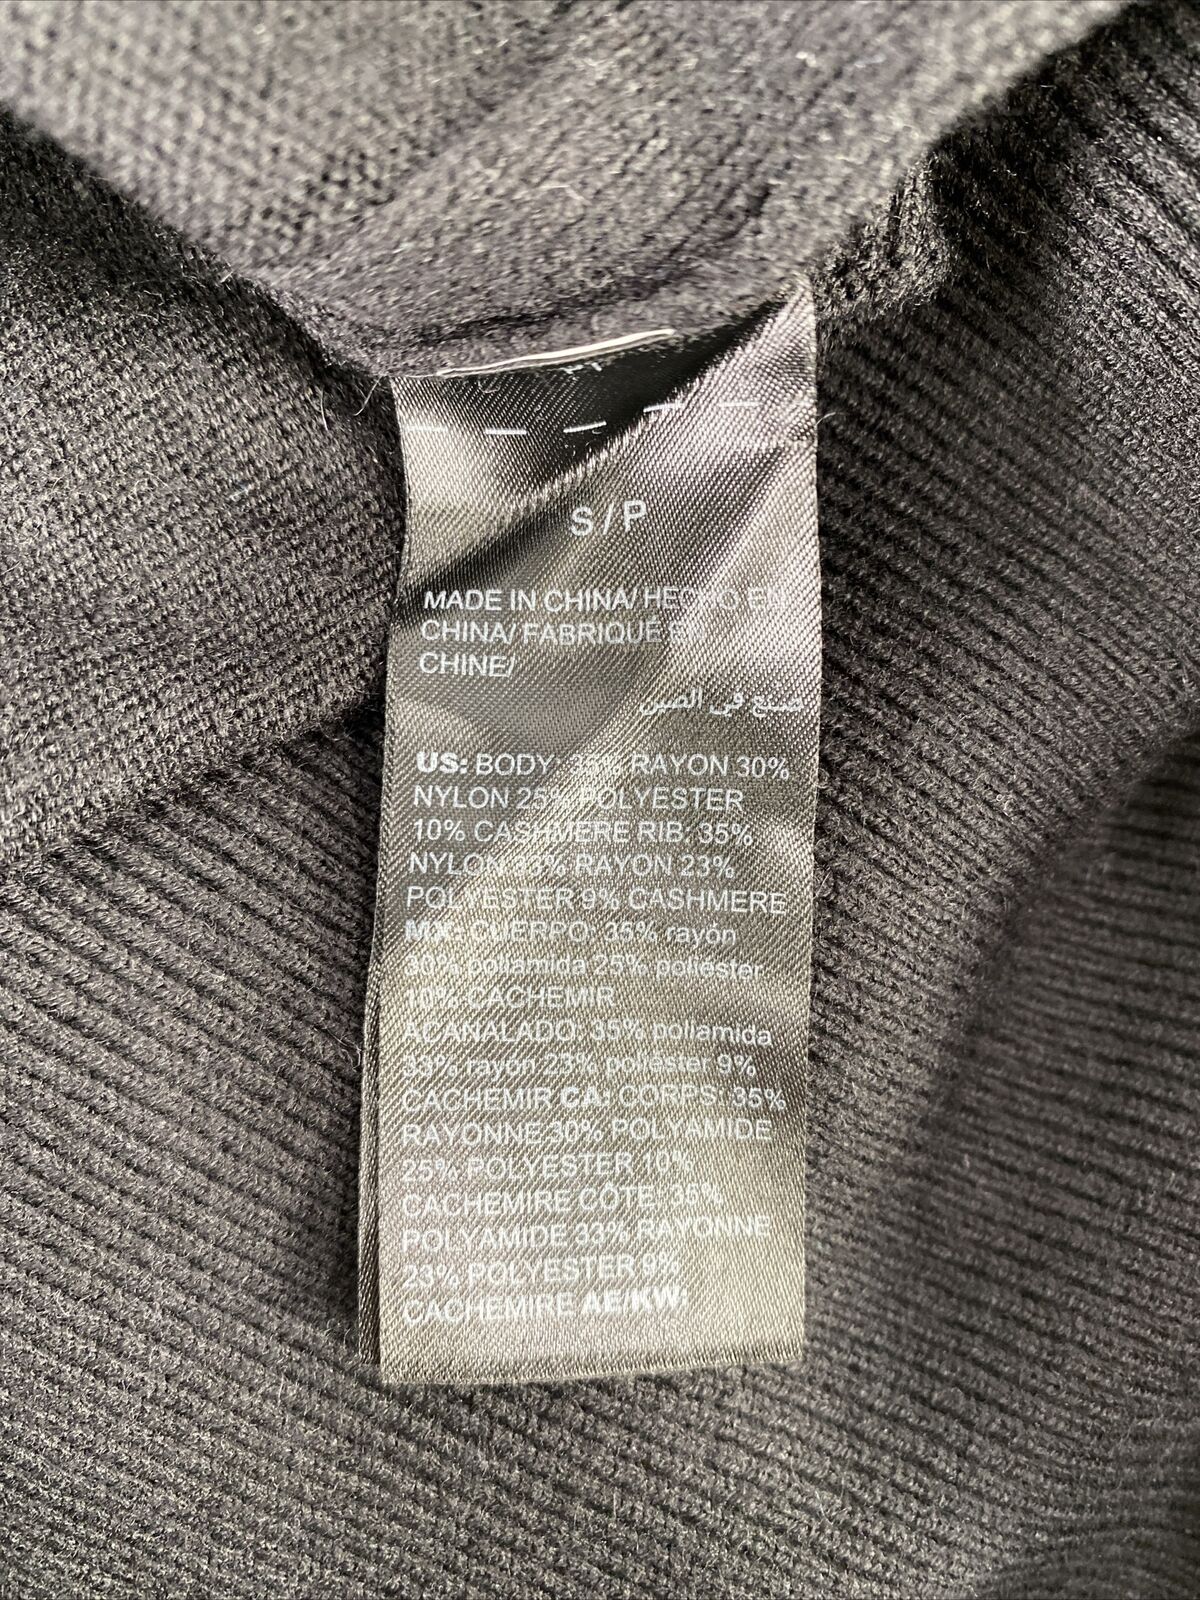 S/P
MADE IN CHINA/ HECHO EN
CHINA/ FABRIQUÉ EN
CHINE/
صنع في الصين
US: BODY: 35% RAYON 30%
NYLON 25% POLYESTER
10% CASHMERE RIB: 35%
NYLON 33% RAYON 23%
POLYESTER 9% CASHMERE
MX: CUERPO: 35% rayón
30% poliamida 25% poliéster
10% CACHEMIR
ACANALADO: 35% poliamida
33% rayón 23% poliéster 9%
CACHEMIR CA: CORPS: 35%
RAYONNE 30% POLYAMIDE
25% POLYESTER 10%
CACHEMIRE CÔTE: 35%
POLYAMIDE 33% RAYONNE
23% POLYESTER 9%
CACHEMIRE AE/KW: